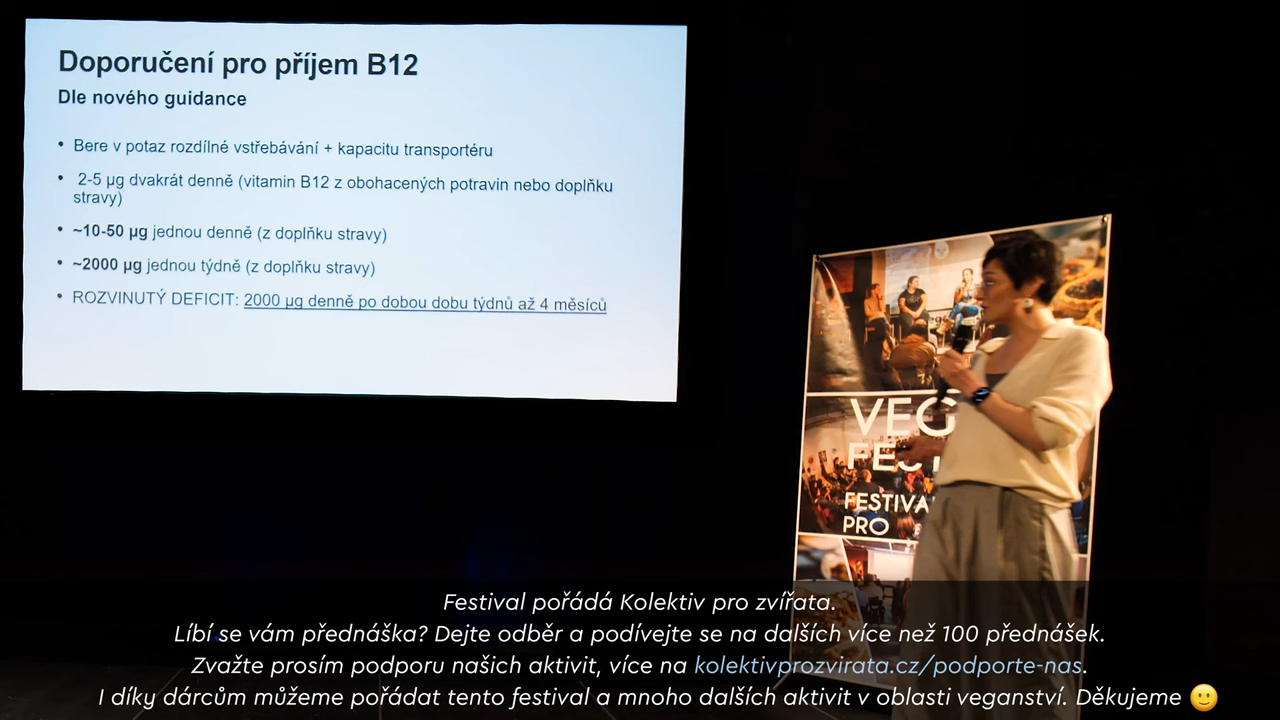 Doporučení pro příjem B12
Dle nového guidance
• Bere v potaz rozdílné vstřebávání + kapacitu transportéru
• 2-5 µg dvakrát denně (vitamin B12 z obohacených potravin nebo doplňku
stravy)
• ~10-50 µg jednou denně (z doplňku stravy)
• ~2000 µg jednou týdně (z doplňku stravy)
• ROZVINUTÝ DEFICIT: 2000 µg denně po dobou dobu týdnů až 4 měsíců
VEG
FEST
FESTIVAL
PRO
Festival pořádá Kolektiv pro zvířata.
Líbí se vám přednáška? Dejte odběr a podívejte se na dalších více než 100 přednášek.
Zvažte prosím podporu našich aktivit, více na kolektivprozvirata.cz/podporte-nas.
I díky dárcům můžeme pořádat tento festival a mnoho dalších aktivit v oblasti veganství. Děkujeme 🙂